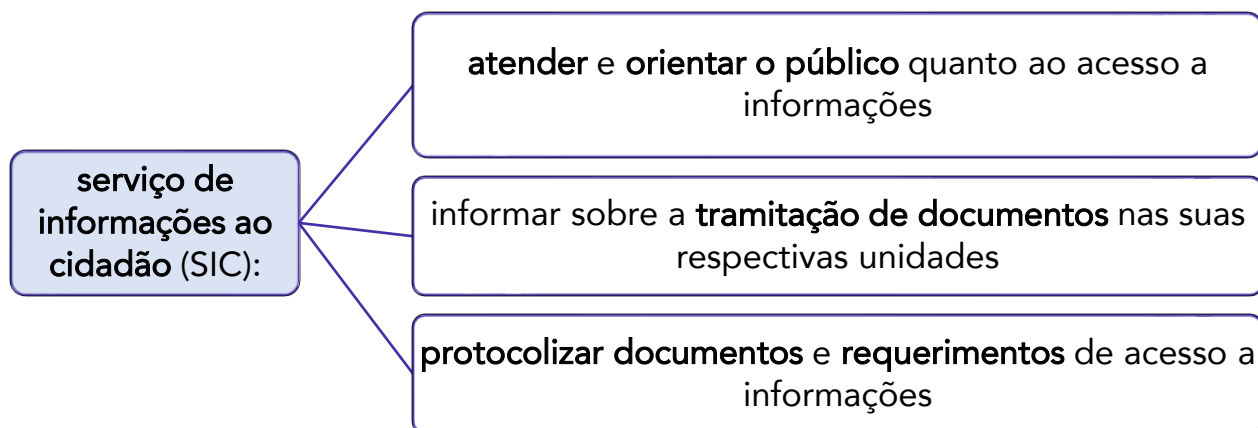 serviço de
informações ao
cidadão (SIC):
atender e orientar o público quanto ao acesso a
informações
informar sobre a tramitação de documentos nas suas
respectivas unidades
protocolizar documentos e requerimentos de acesso a
informações